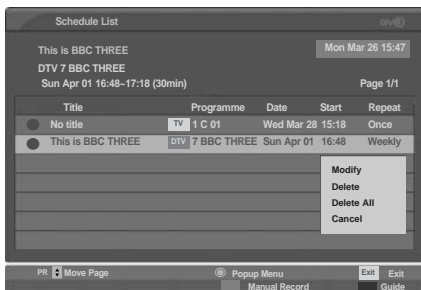 Schedule List
This is BBC THREE
Mon Mar 26 15:47
DTV 7 BBC THREE
Sun Apr 01 16:48~17:18 (30min)
Page 1/1
Title Programme Date Start Repeat
No title TV 1 C 01 Wed Mar 28 15:18 Once
This is BBC THREE DTV 7 BBC THREE Sun Apr 01 16:48 Weekly
Modify
Delete
Delete All
Cancel
PR Move Page Popup Menu Exit Exit
Manual Record Guide